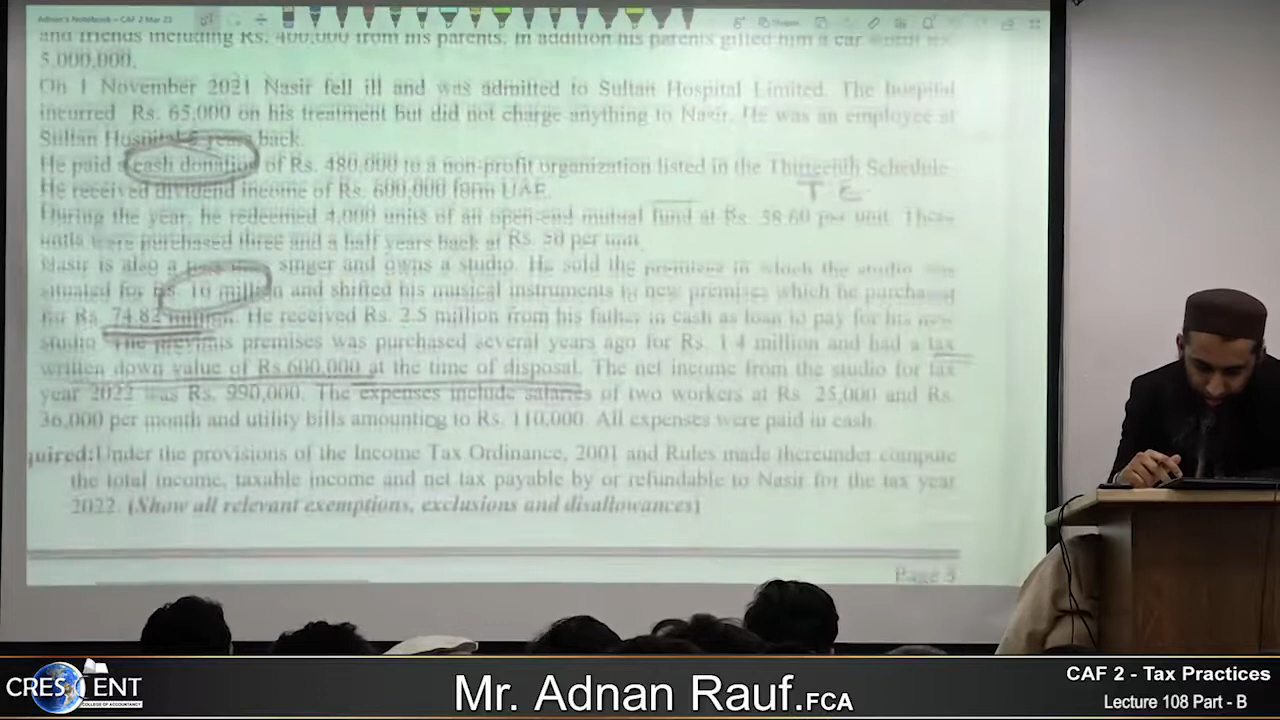 Adnan's Notebook – CAF 2 Mar 23
and friends including Rs. 400,000 from his parents. In addition his parents gifted him a car
5,000,000.
On 1 November 2021 Nasir fell ill and was admitted to Sultan Hospital Limited. The hospital
incurred Rs. 65,000 on his treatment but did not charge anything to Nasir. He was an employee at
Sultan Hospital 5 years back.
He paid cash donation of Rs. 480,000 to a non-profit organization listed in the Thirteenth Schedule.
T E
He received dividend income of Rs. 600,000 form UAE.
During the year, he redeemed 4,000 units of an open-end mutual fund at Rs. 58.60 per unit. These
units were purchased three and a half years back at Rs. 50 per unit.
Nasir is also a singer and owns a studio. He sold the premises in which the studio was
situated for Rs. 16 million and shifted his musical instruments to new premises which he purchased
for Rs. 74.82 million. He received Rs. 2.5 million from his father in cash as loan to pay for his new
studio. The previous premises was purchased several years ago for Rs. 1.4 million and had a tax
written down value of Rs.600,000 at the time of disposal. The net income from the studio for tax
year 2022 was Rs. 990,000. The expenses include salaries of two workers at Rs. 25,000 and Rs.
36,000 per month and utility bills amounting to Rs. 110,000. All expenses were paid in cash.
quired:Under the provisions of the Income Tax Ordinance, 2001 and Rules made thereunder compute
the total income, taxable income and net tax payable by or refundable to Nasir for the tax year
2022. (Show all relevant exemptions, exclusions and disallowances)
Page 5
CRESCENT
COLLEGE OF ACCOUNTANCY
Mr. Adnan Rauf.FCA
CAF 2 - Tax Practices
Lecture 108 Part - B